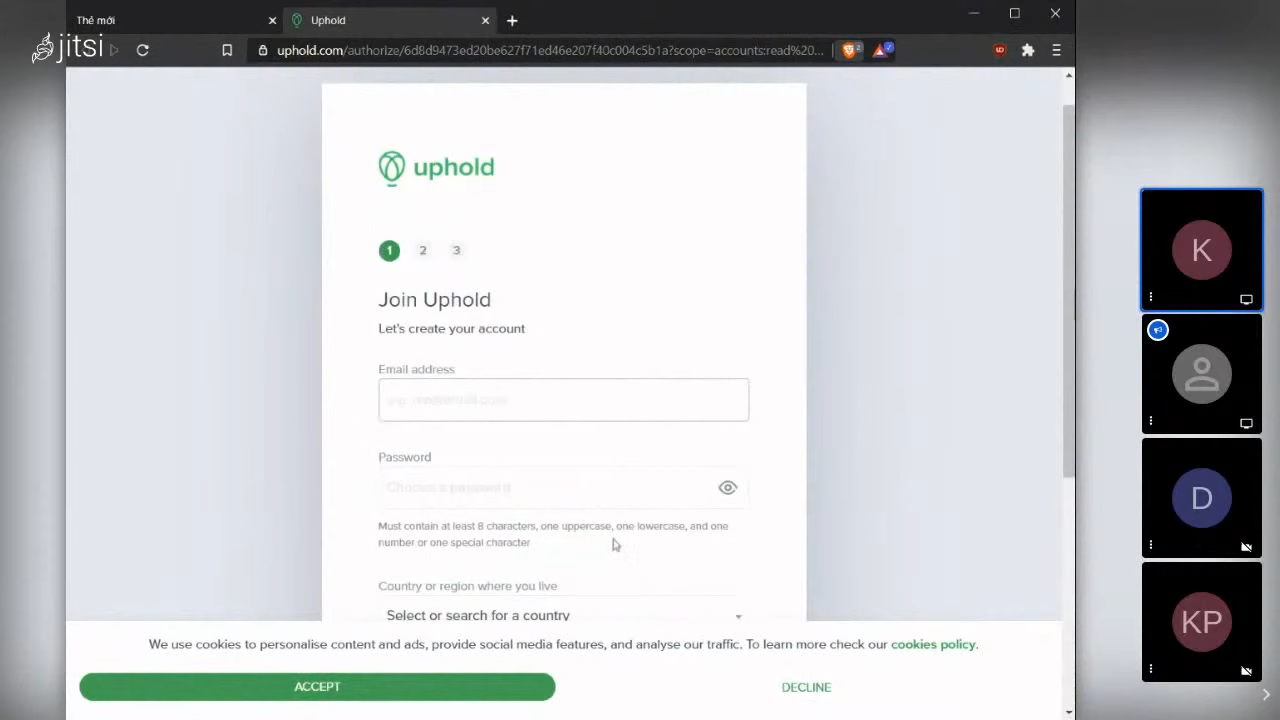 Thẻ mới
Uphold
jitsi
uphold.com/authorize/6d8d9473ed20be627f71ed46e207f40c004c5b1a?scope=accounts:read%20...
2
uphold
1 2 3
Join Uphold
Let's create your account
Email address
Password
Choose a password
Must contain at least 8 characters, one uppercase, one lowercase, and one
number or one special character
Country or region where you live
Select or search for a country
We use cookies to personalise content and ads, provide social media features, and analyse our traffic. To learn more check our cookies policy.
ACCEPT
DECLINE
K
D
KP